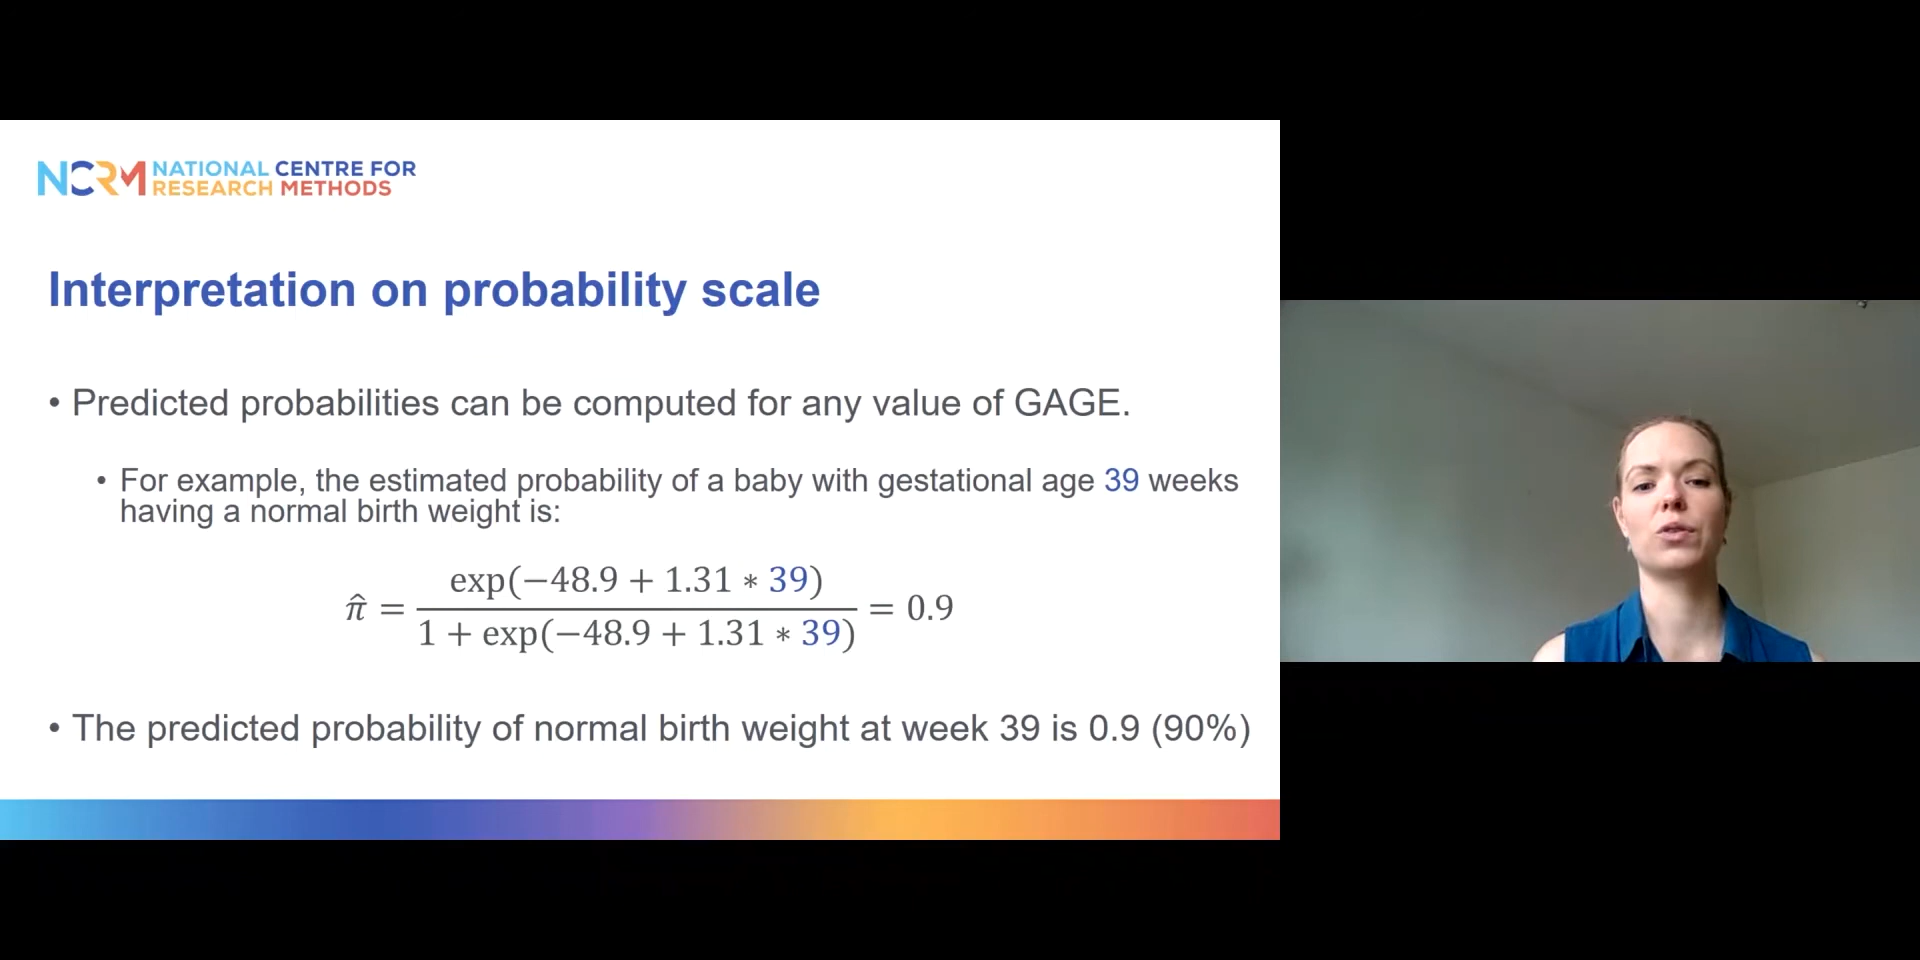 NCRM NATIONAL CENTRE FOR
RESEARCH METHODS
Interpretation on probability scale
• Predicted probabilities can be computed for any value of GAGE.
• For example, the estimated probability of a baby with gestational age 39 weeks
having a normal birth weight is:
π̂ = exp(−48.9 + 1.31 ∗ 39) / 1 + exp(−48.9 + 1.31 ∗ 39) = 0.9
• The predicted probability of normal birth weight at week 39 is 0.9 (90%)